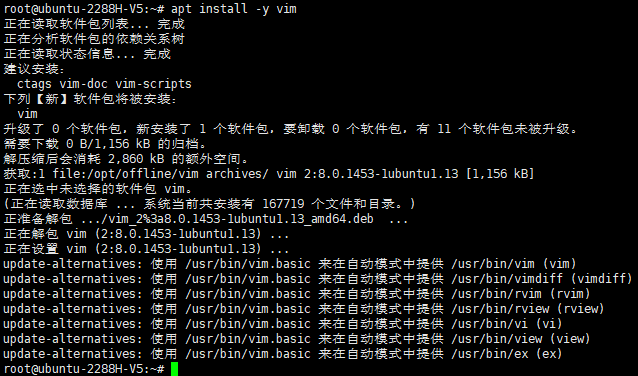 root@ubuntu-2288H-V5:~# apt install -y vim
正在读取软件包列表... 完成
正在分析软件包的依赖关系树
正在读取状态信息... 完成
建议安装：
  ctags vim-doc vim-scripts
下列【新】软件包将被安装：
  vim
升级了 0 个软件包，新安装了 1 个软件包，要卸载 0 个软件包，有 11 个软件包未被升级。
需要下载 0 B/1,156 kB 的归档。
解压缩后会消耗 2,860 kB 的额外空间。
获取:1 file:/opt/offline/vim archives/ vim 2:8.0.1453-1ubuntu1.13 [1,156 kB]
正在选中未选择的软件包 vim。
(正在读取数据库 ... 系统当前共安装有 167719 个文件和目录。)
正准备解包 .../vim_2%3a8.0.1453-1ubuntu1.13_amd64.deb  ...
正在解包 vim (2:8.0.1453-1ubuntu1.13) ...
正在设置 vim (2:8.0.1453-1ubuntu1.13) ...
update-alternatives: 使用 /usr/bin/vim.basic 来在自动模式中提供 /usr/bin/vim (vim)
update-alternatives: 使用 /usr/bin/vim.basic 来在自动模式中提供 /usr/bin/vimdiff (vimdiff)
update-alternatives: 使用 /usr/bin/vim.basic 来在自动模式中提供 /usr/bin/rvim (rvim)
update-alternatives: 使用 /usr/bin/vim.basic 来在自动模式中提供 /usr/bin/rview (rview)
update-alternatives: 使用 /usr/bin/vim.basic 来在自动模式中提供 /usr/bin/vi (vi)
update-alternatives: 使用 /usr/bin/vim.basic 来在自动模式中提供 /usr/bin/view (view)
update-alternatives: 使用 /usr/bin/vim.basic 来在自动模式中提供 /usr/bin/ex (ex)
root@ubuntu-2288H-V5:~#